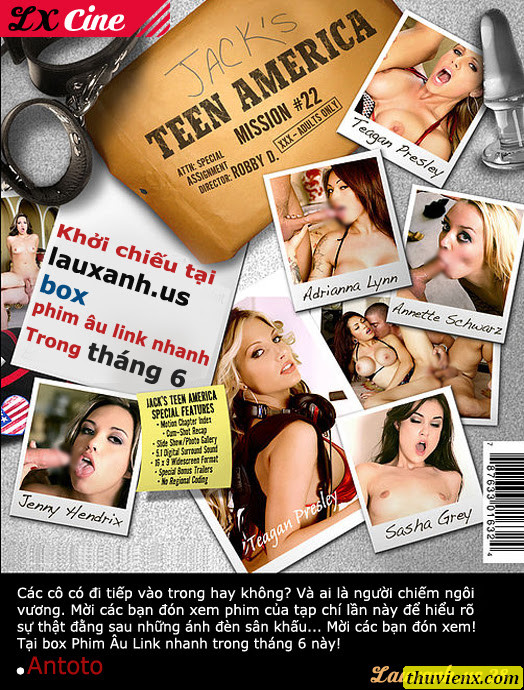 LX Cine
JACK'S
TEEN AMERICA
MISSION #22
ATTN: SPECIAL
ASSIGNMENT
DIRECTOR: ROBBY D.
XXX-ADULTS ONLY
Teagan Presley
Khởi chiếu tại
lauxanh.us
box
phim âu link nhanh
Trong tháng 6
Adrianna Lynn
Annette Schwarz
JACK'S TEEN AMERICA
SPECIAL FEATURES
• Motion Chapter Index
• Cum-Shot Recap
• Slide Show/Photo Gallery
• 5.1 Digital Surround Sound
• 16 x 9 Widescreen Format
• Special Bonus Trailers
• No Regional Coding
Jenny Hendrix
Teagan Presley
Sasha Grey
7 87633 01632 4
Các cô có đi tiếp vào trong hay không? Và ai là người chiếm ngôi
vương. Mời các bạn đón xem phim của tạp chí lần này để hiểu rõ
sự thật đằng sau những ánh đèn sân khấu... Mời các bạn đón xem!
Tại box Phim Âu Link nhanh trong tháng 6 này!
Antoto
thuvienx.com